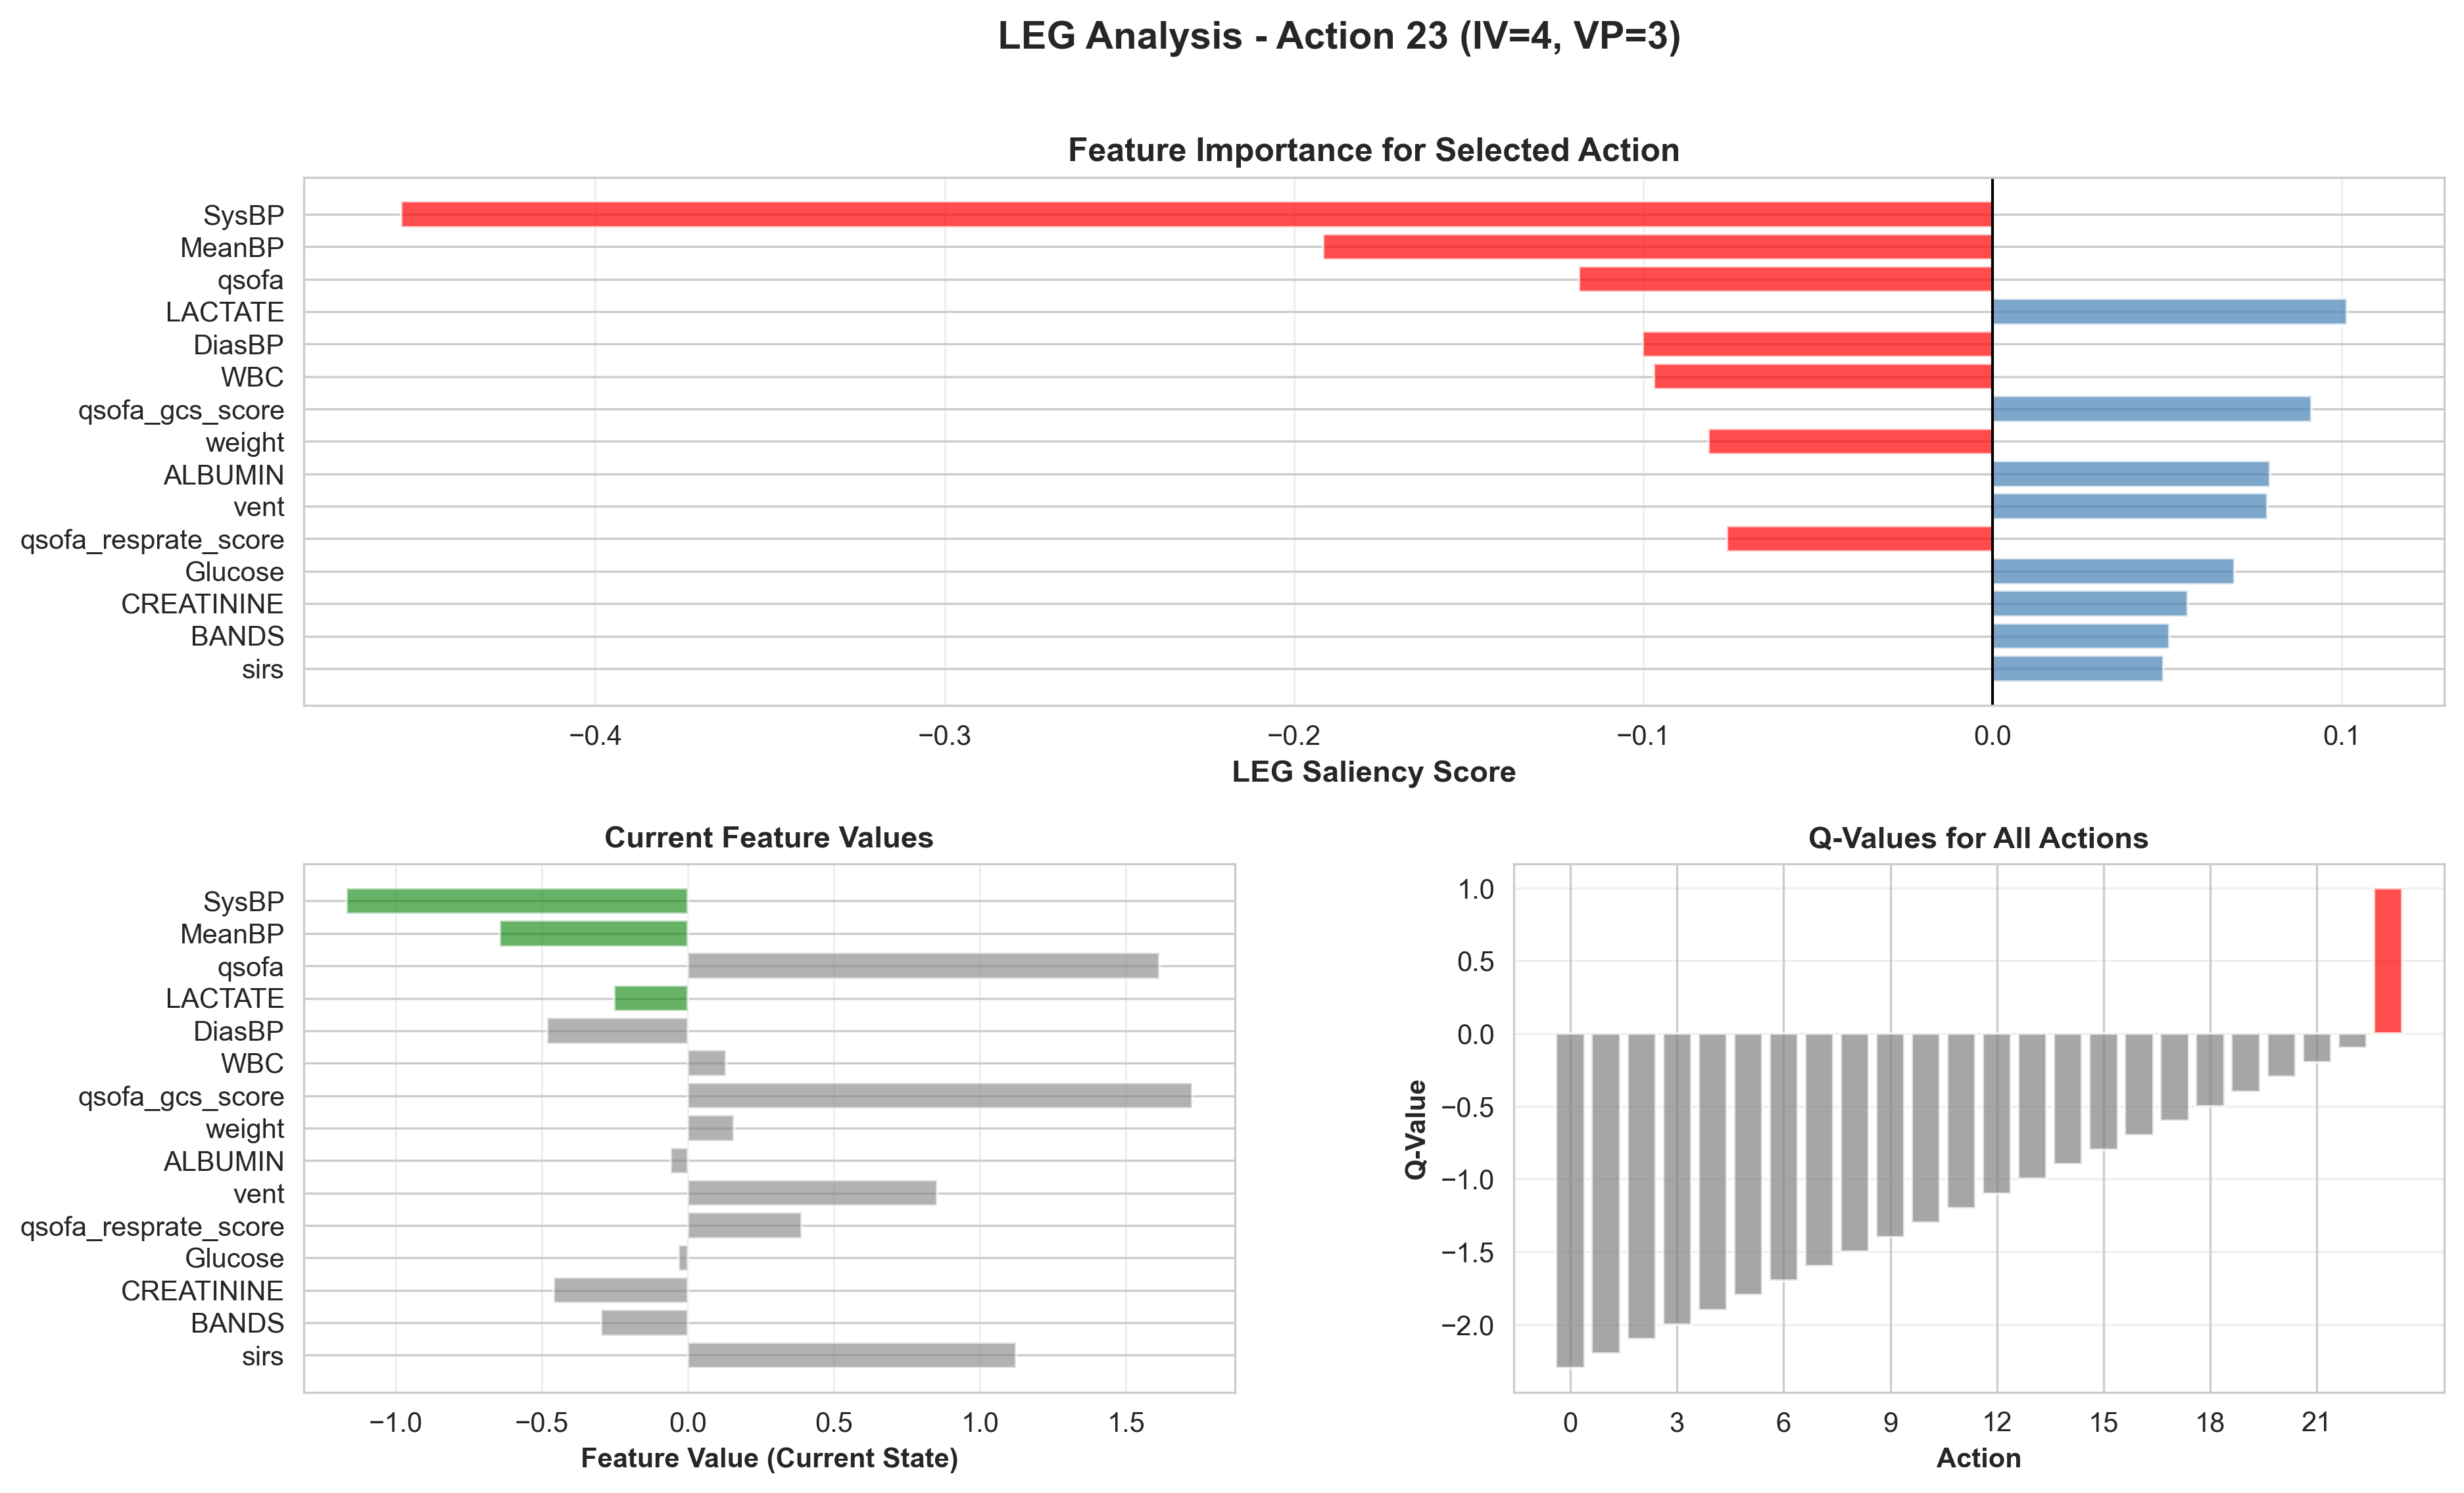 LEG Analysis - Action 23 (IV=4, VP=3)
Feature Importance for Selected Action
SysBP
MeanBP
qsofa
LACTATE
DiasBP
WBC
qsofa_gcs_score
weight
ALBUMIN
vent
qsofa_resprate_score
Glucose
CREATININE
BANDS
sirs
−0.4 −0.3 −0.2 −0.1 0.0 0.1
LEG Saliency Score
Current Feature Values
SysBP
MeanBP
qsofa
LACTATE
DiasBP
WBC
qsofa_gcs_score
weight
ALBUMIN
vent
qsofa_resprate_score
Glucose
CREATININE
BANDS
sirs
−1.0 −0.5 0.0 0.5 1.0 1.5
Feature Value (Current State)
Q-Values for All Actions
Q-Value
1.0
0.5
0.0
−0.5
−1.0
−1.5
−2.0
0 3 6 9 12 15 18 21
Action